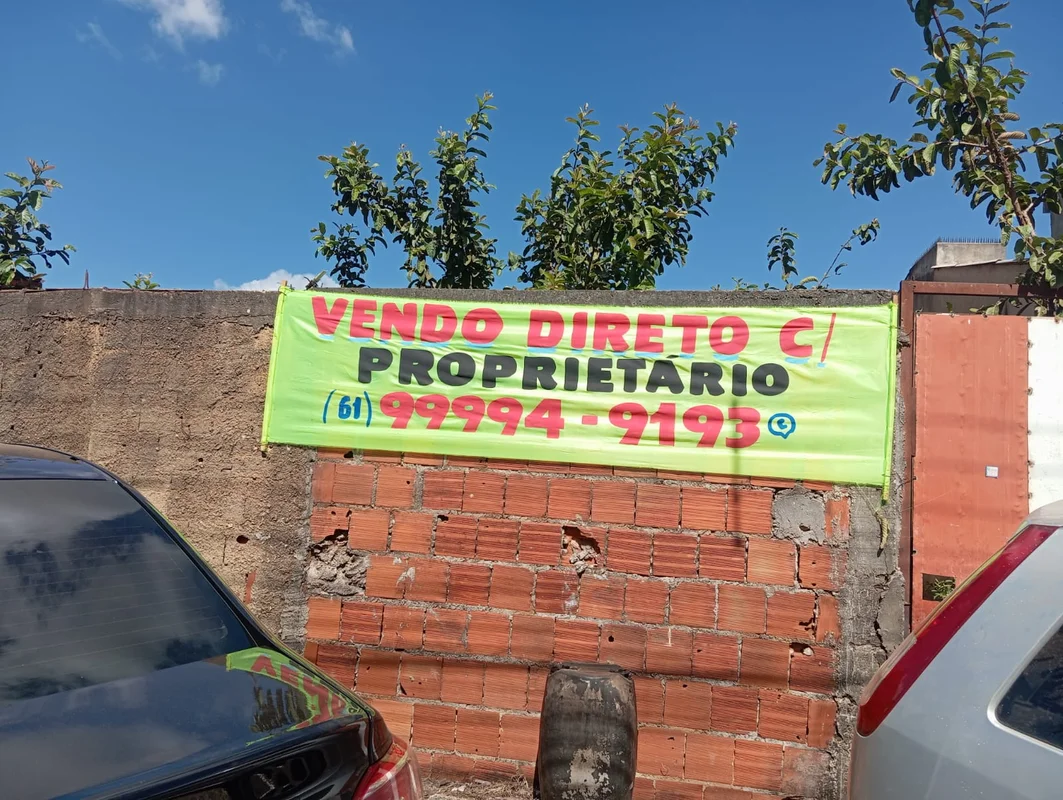 VENDO DIRETO C/
PROPRIETÁRIO
(61) 99994-9193